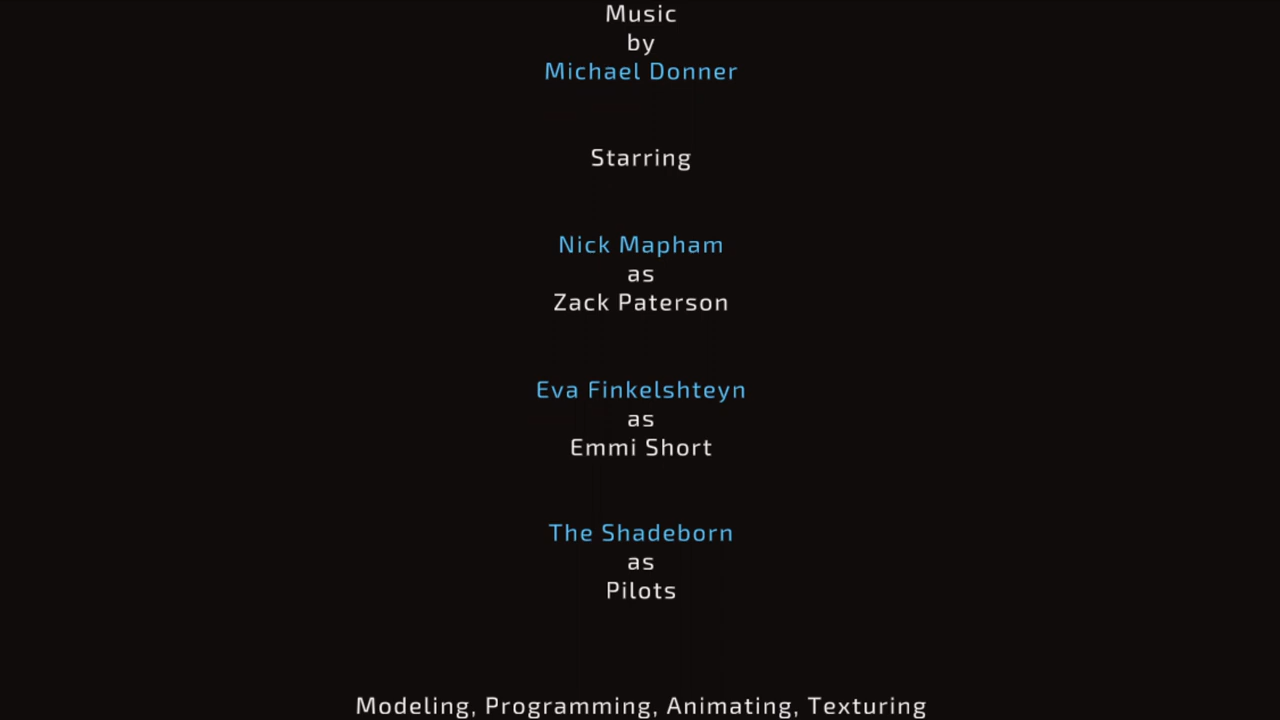 Music
by
Michael Donner
Starring
Nick Mapham
as
Zack Paterson
Eva Finkelshteyn
as
Emmi Short
The Shadeborn
as
Pilots
Modeling, Programming, Animating, Texturing